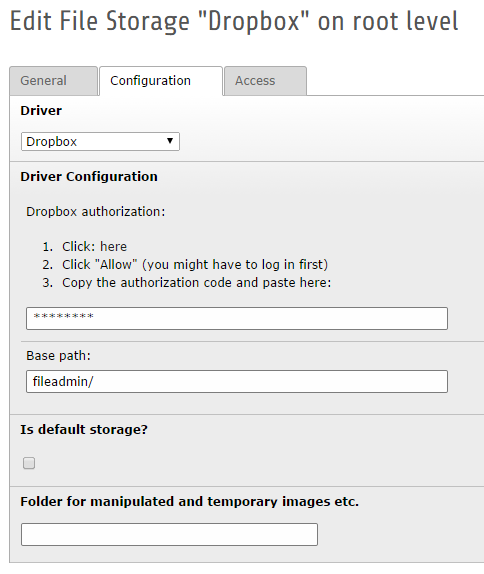 Edit File Storage "Dropbox" on root level
General Configuration Access
Driver
Dropbox
Driver Configuration
Dropbox authorization:
1. Click: here
2. Click "Allow" (you might have to log in first)
3. Copy the authorization code and paste here:
********
Base path:
fileadmin/
Is default storage?
Folder for manipulated and temporary images etc.